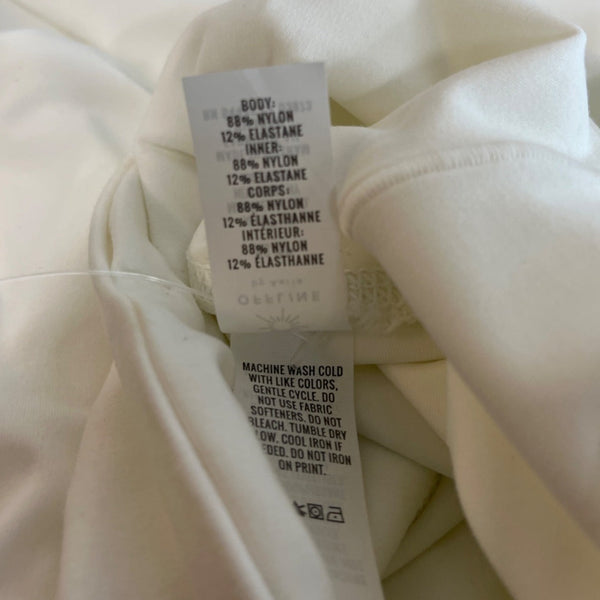 BODY:
88% NYLON
12% ELASTANE
INNER:
88% NYLON
12% ELASTANE
CORPS:
88% NYLON
12% ÉLASTHANNE
INTÉRIEUR:
88% NYLON
12% ÉLASTHANNE
by Aerie
OFFLINE
MACHINE WASH COLD
WITH LIKE COLORS,
GENTLE CYCLE. DO
NOT USE FABRIC
SOFTENERS. DO NOT
BLEACH. TUMBLE DRY
LOW. COOL IRON IF
NEEDED. DO NOT IRON
ON PRINT.